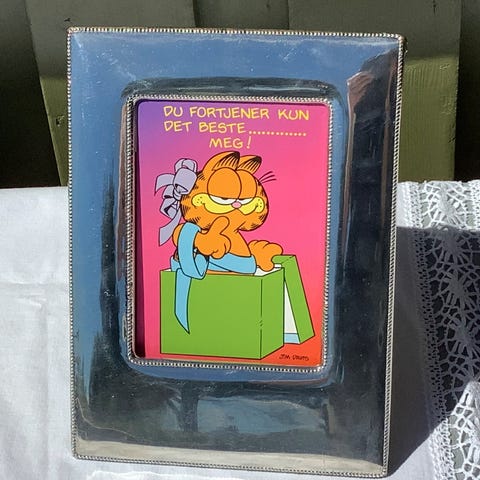 DU FORTJENER KUN
DET BESTE.............
MEG!
JIM DAVIS